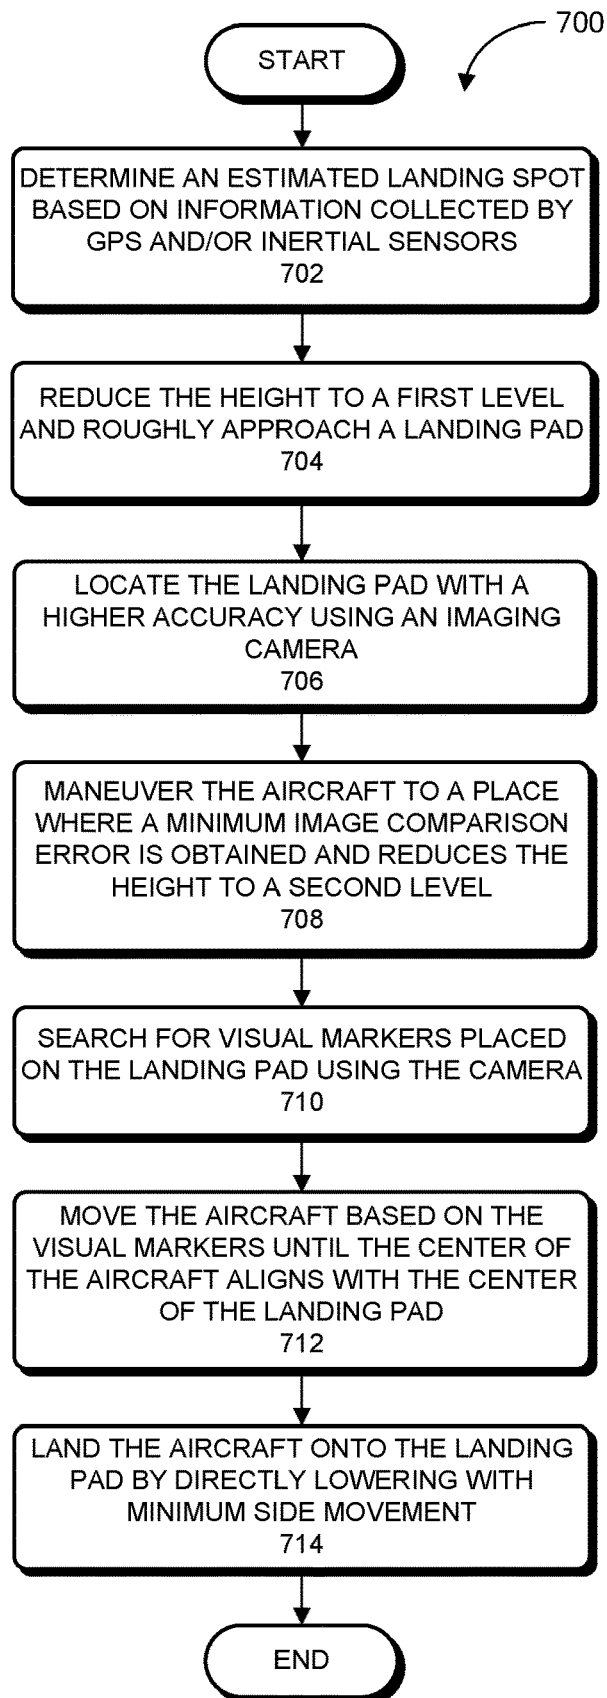 700
START
DETERMINE AN ESTIMATED LANDING SPOT
BASED ON INFORMATION COLLECTED BY
GPS AND/OR INERTIAL SENSORS
702
REDUCE THE HEIGHT TO A FIRST LEVEL
AND ROUGHLY APPROACH A LANDING PAD
704
LOCATE THE LANDING PAD WITH A
HIGHER ACCURACY USING AN IMAGING
CAMERA
706
MANEUVER THE AIRCRAFT TO A PLACE
WHERE A MINIMUM IMAGE COMPARISON
ERROR IS OBTAINED AND REDUCES THE
HEIGHT TO A SECOND LEVEL
708
SEARCH FOR VISUAL MARKERS PLACED
ON THE LANDING PAD USING THE CAMERA
710
MOVE THE AIRCRAFT BASED ON THE
VISUAL MARKERS UNTIL THE CENTER OF
THE AIRCRAFT ALIGNS WITH THE CENTER
OF THE LANDING PAD
712
LAND THE AIRCRAFT ONTO THE LANDING
PAD BY DIRECTLY LOWERING WITH
MINIMUM SIDE MOVEMENT
714
END